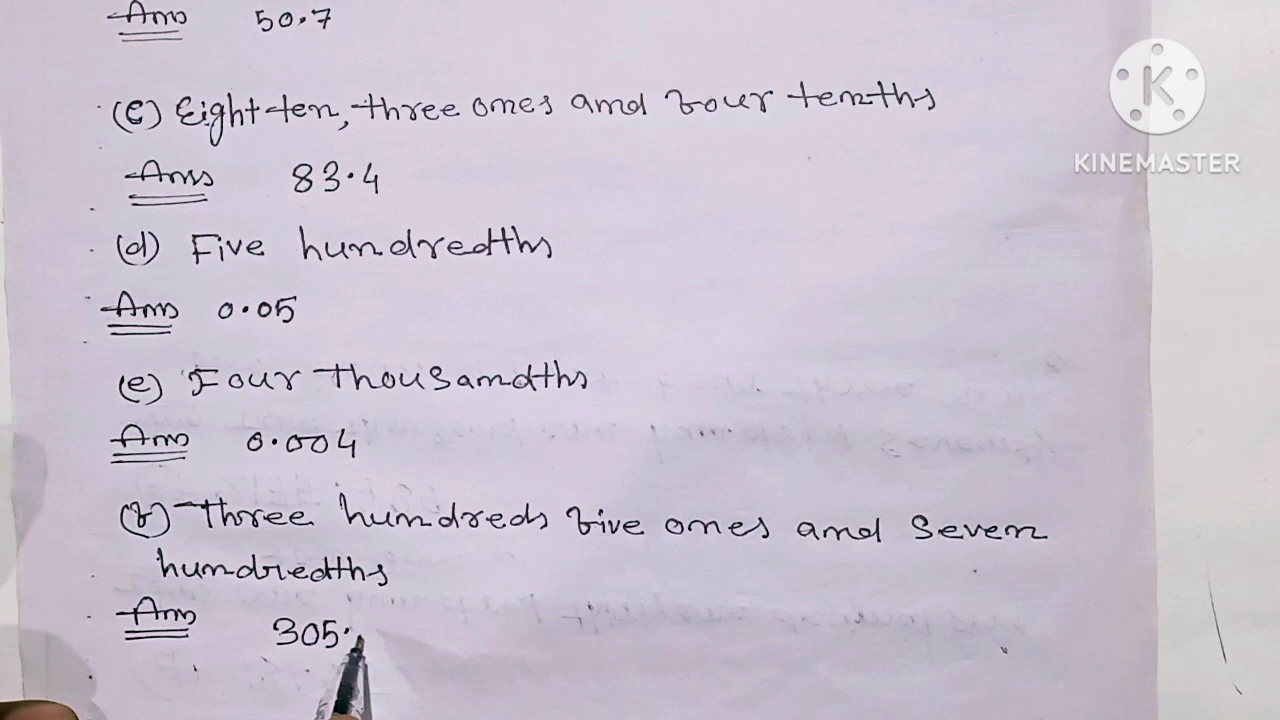 Ans 50.7
(c) Eight ten, three ones and four tenths
Ans 83.4
(d) Five hundredths
Ans 0.05
(e) Four thousandths
Ans 0.004
(f) Three hundreds five ones and seven
hundredths
Ans 305.
K
KINEMASTER